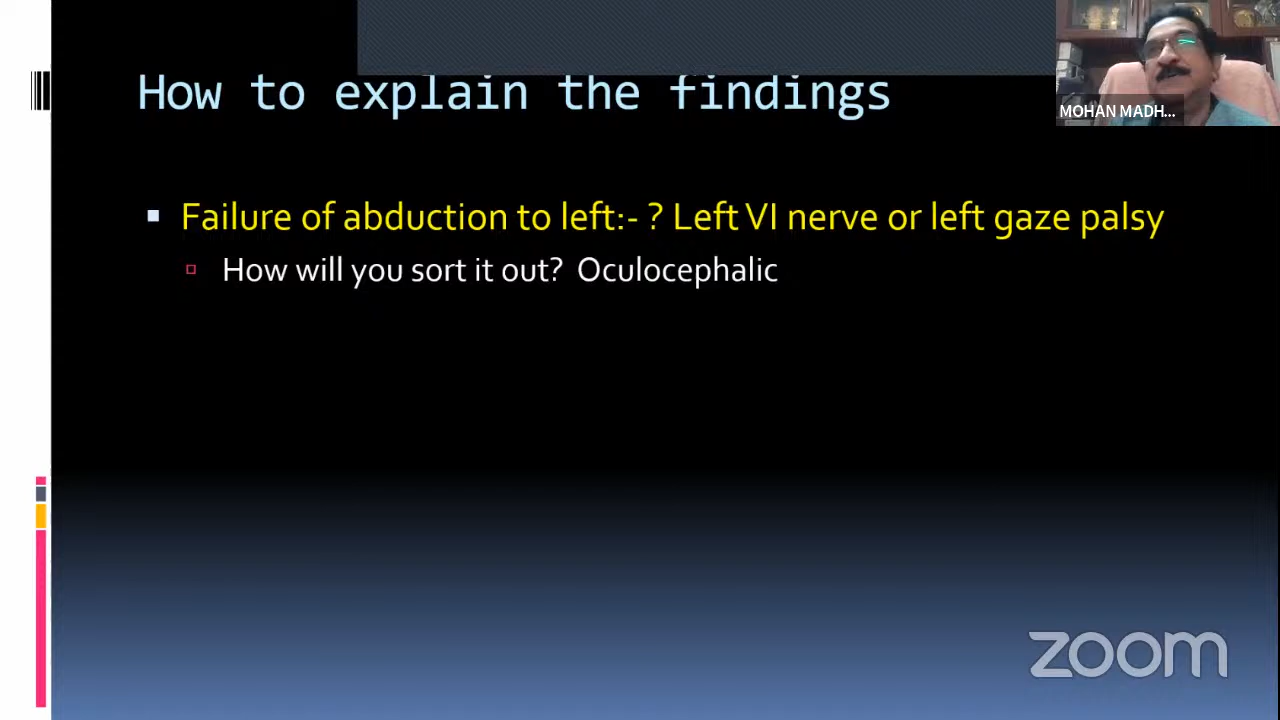 How to explain the findings
MOHAN MADH...
Failure of abduction to left:- ? Left VI nerve or left gaze palsy
How will you sort it out? Oculocephalic
zoom